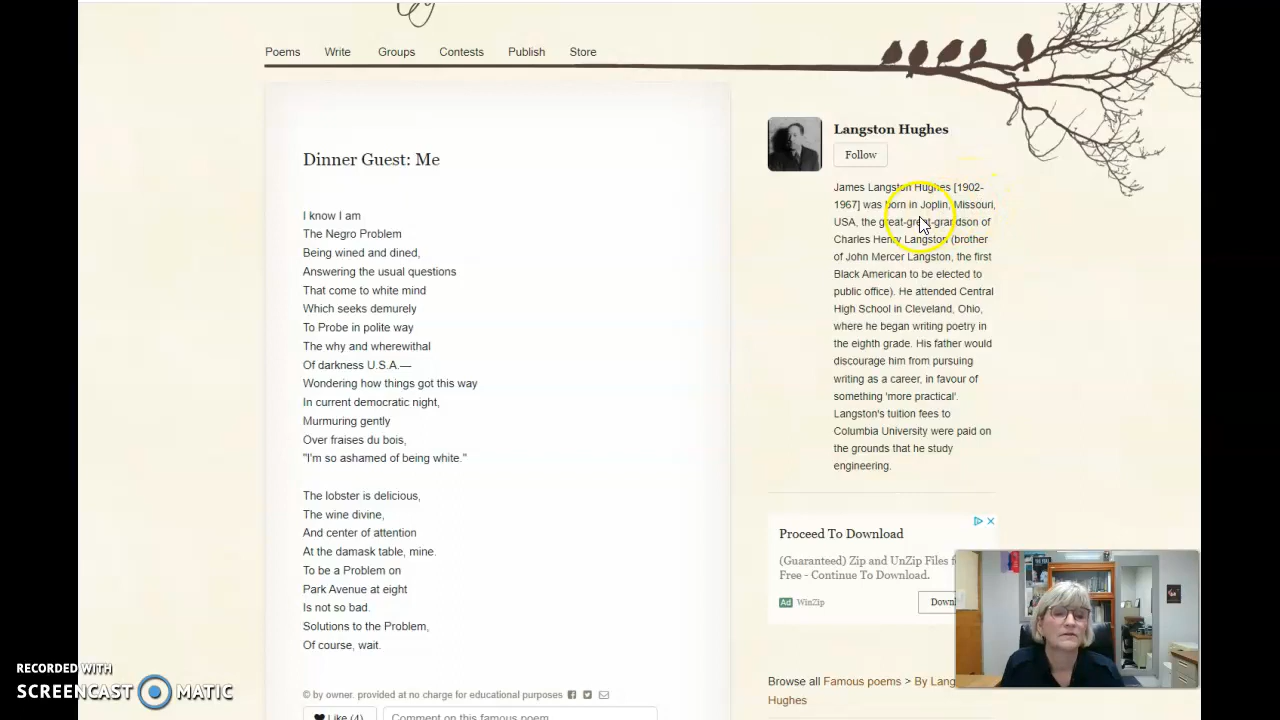 Poems Write Groups Contests Publish Store
Dinner Guest: Me
I know I am
The Negro Problem
Being wined and dined,
Answering the usual questions
That come to white mind
Which seeks demurely
To Probe in polite way
The why and wherewithal
Of darkness U.S.A.—
Wondering how things got this way
In current democratic night,
Murmuring gently
Over fraises du bois,
"I'm so ashamed of being white."
The lobster is delicious,
The wine divine,
And center of attention
At the damask table, mine.
To be a Problem on
Park Avenue at eight
Is not so bad.
Solutions to the Problem,
Of course, wait.
© by owner. provided at no charge for educational purposes
Like (4) Comment on this famous poem
Langston Hughes
Follow
James Langston Hughes [1902-
1967] was born in Joplin, Missouri,
USA, the great-great-grandson of
Charles Henry Langston (brother
of John Mercer Langston, the first
Black American to be elected to
public office). He attended Central
High School in Cleveland, Ohio,
where he began writing poetry in
the eighth grade. His father would
discourage him from pursuing
writing as a career, in favour of
something 'more practical'.
Langston's tuition fees to
Columbia University were paid on
the grounds that he study
engineering.
Proceed To Download
(Guaranteed) Zip and UnZip Files f
Free - Continue To Download.
Ad WinZip Downl
Browse all Famous poems > By Lang
Hughes
RECORDED WITH
SCREENCAST MATIC